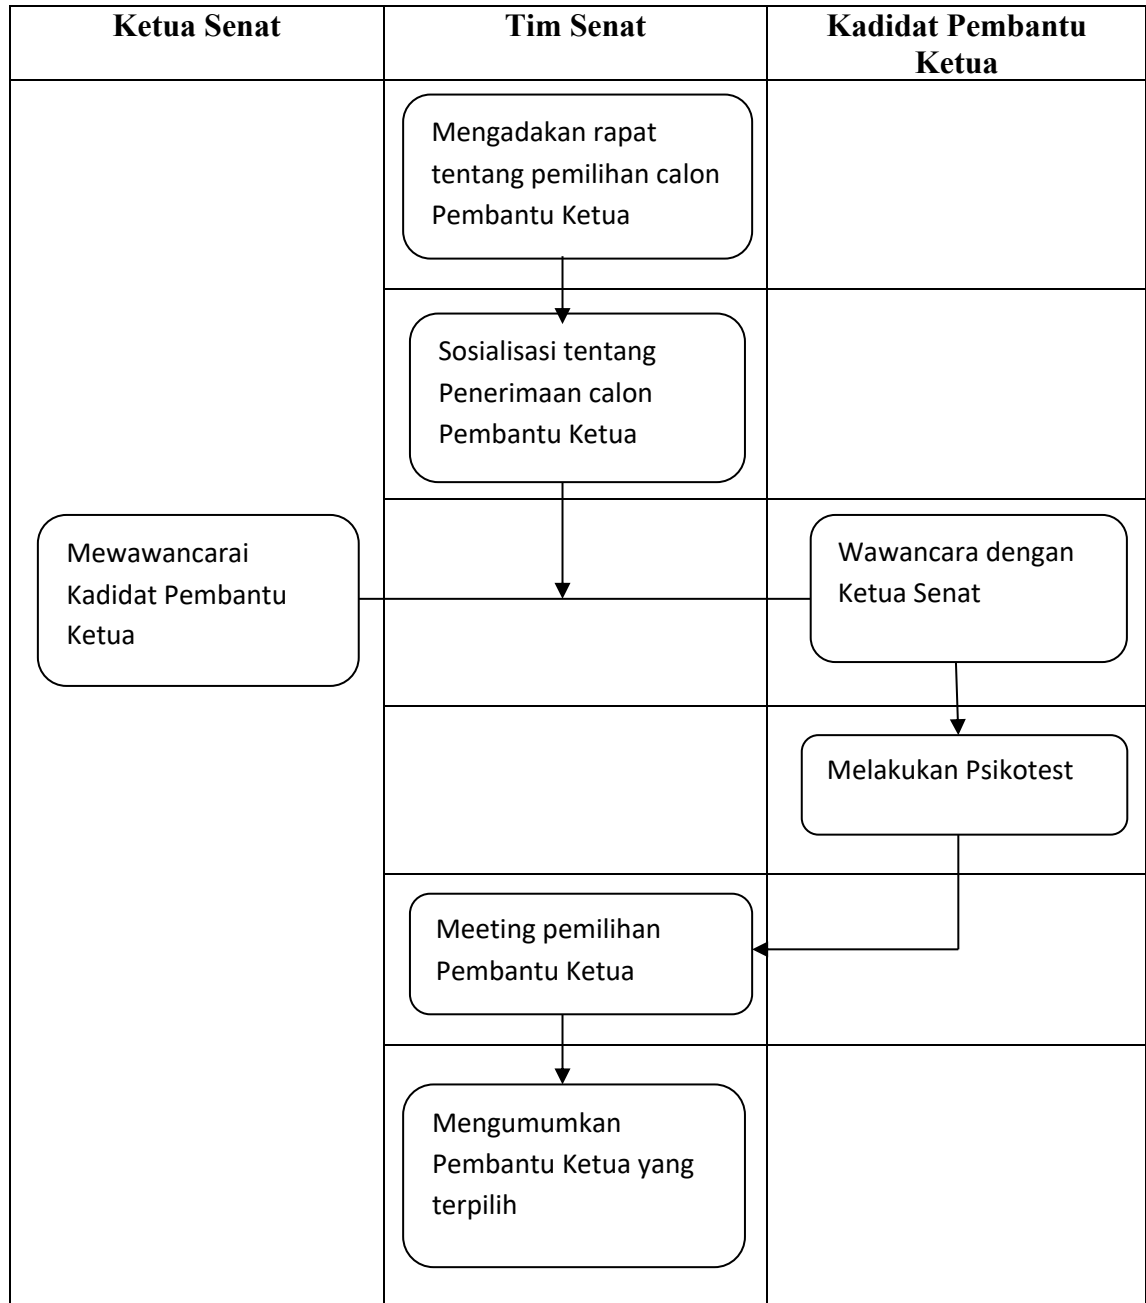 Ketua Senat
Tim Senat
Kadidat Pembantu
Ketua
Mengadakan rapat
tentang pemilihan calon
Pembantu Ketua
Sosialisasi tentang
Penerimaan calon
Pembantu Ketua
Mewawancarai
Kadidat Pembantu
Ketua
Wawancara dengan
Ketua Senat
Melakukan Psikotest
Meeting pemilihan
Pembantu Ketua
Mengumumkan
Pembantu Ketua yang
terpilih